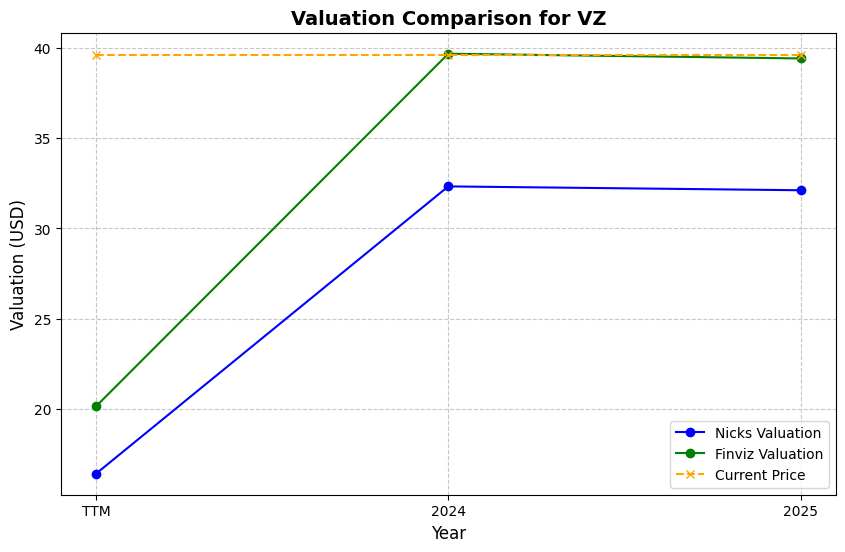 Valuation Comparison for VZ
Valuation (USD)
40
35
30
25
20
TTM
2024
2025
Year
Nicks Valuation
Finviz Valuation
Current Price